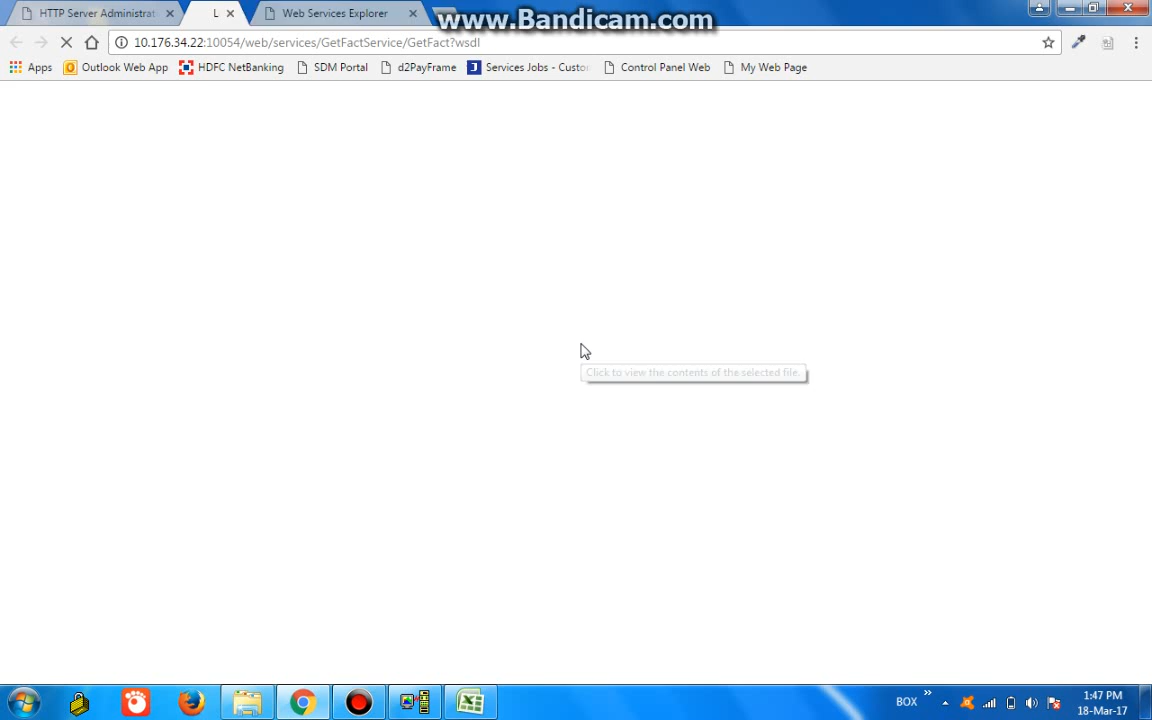 HTTP Server Administrat
L
Web Services Explorer
www.Bandicam.com
10.176.34.22:10054/web/services/GetFactService/GetFact?wsdl
Apps
Outlook Web App
HDFC NetBanking
SDM Portal
d2PayFrame
Services Jobs - Custo
Control Panel Web
My Web Page
Click to view the contents of the selected file.
BOX
1:47 PM
18-Mar-17